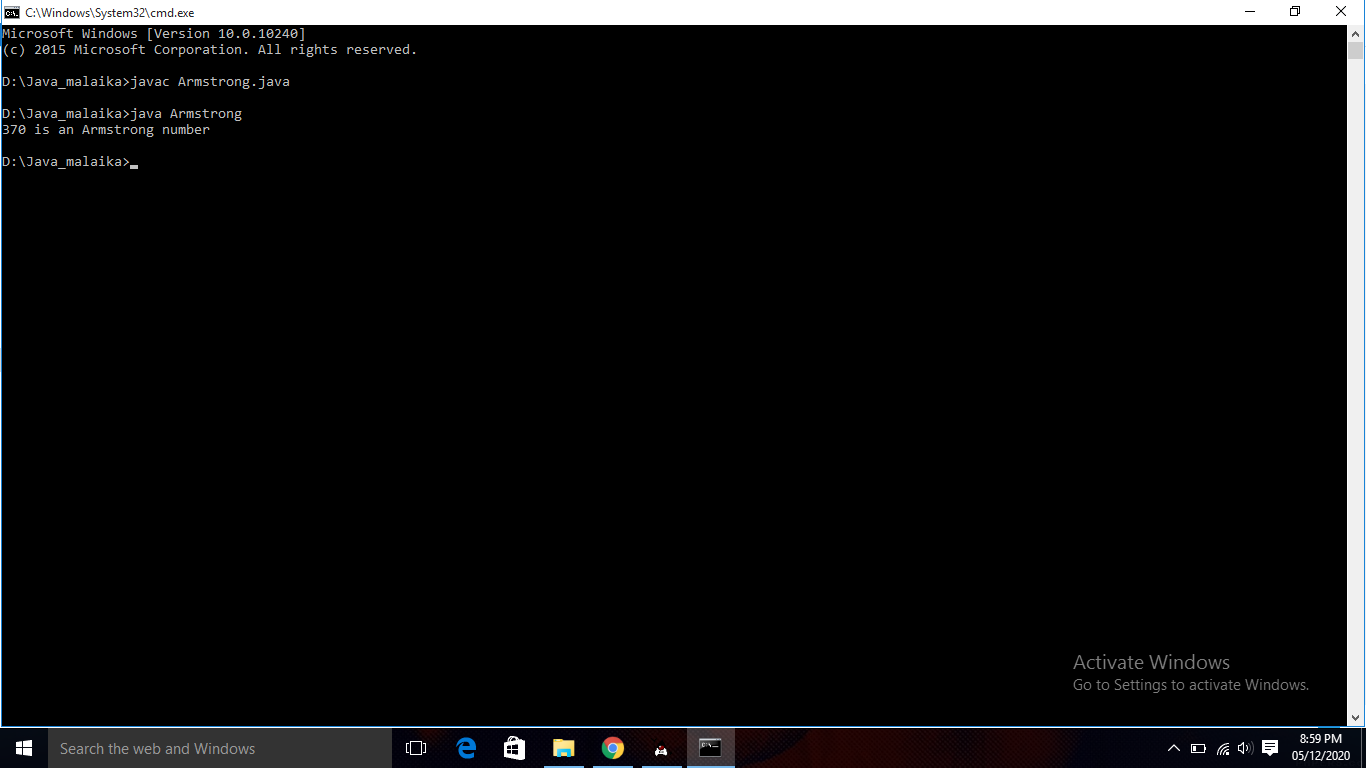 C:\Windows\System32\cmd.exe
Microsoft Windows [Version 10.0.10240]
(c) 2015 Microsoft Corporation. All rights reserved.
D:\Java_malaika>javac Armstrong.java
D:\Java_malaika>java Armstrong
370 is an Armstrong number
D:\Java_malaika>
Activate Windows
Go to Settings to activate Windows.
Search the web and Windows
8:59 PM
05/12/2020